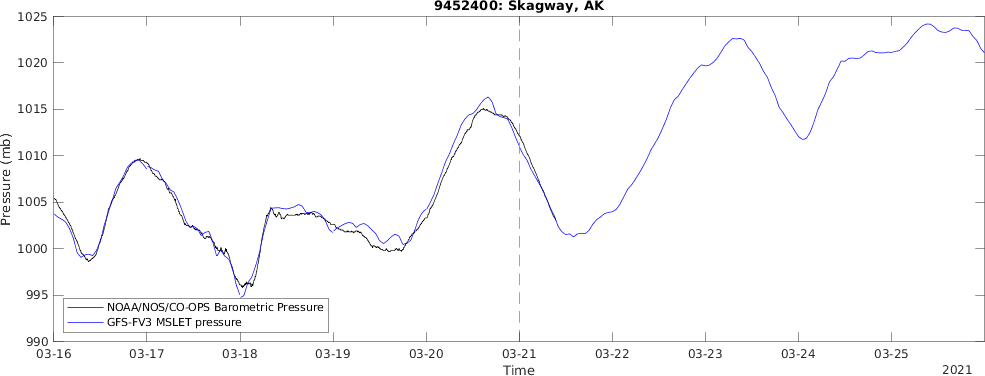 9452400: Skagway, AK
Pressure (mb)
1025
1020
1015
1010
1005
1000
995
990
NOAA/NOS/CO-OPS Barometric Pressure
GFS-FV3 MSLET pressure
03-16 03-17 03-18 03-19 03-20 03-21 03-22 03-23 03-24 03-25
Time
2021